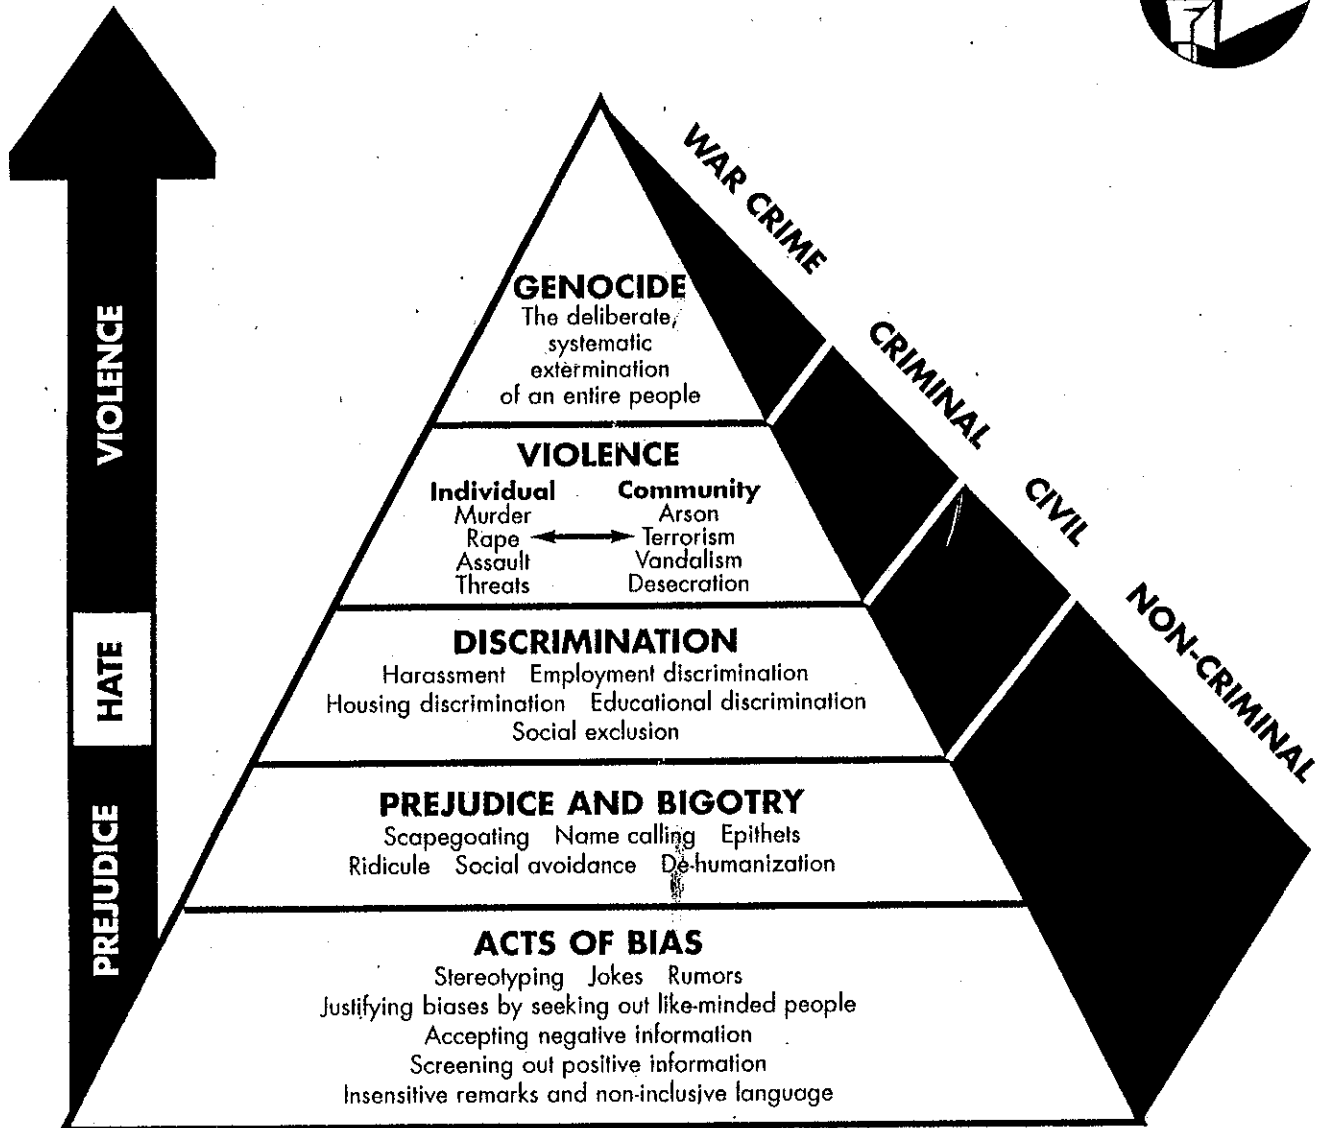 WAR CRIME
CRIMINAL
CIVIL
NON-CRIMINAL
VIOLENCE
HATE
PREJUDICE
GENOCIDE
The deliberate,
systematic
extermination
of an entire people
VIOLENCE
Individual Community
Murder Arson
Rape Terrorism
Assault Vandalism
Threats Desecration
DISCRIMINATION
Harassment Employment discrimination
Housing discrimination Educational discrimination
Social exclusion
PREJUDICE AND BIGOTRY
Scapegoating Name calling Epithets
Ridicule Social avoidance De-humanization
ACTS OF BIAS
Stereotyping Jokes Rumors
Justifying biases by seeking out like-minded people
Accepting negative information
Screening out positive information
Insensitive remarks and non-inclusive language